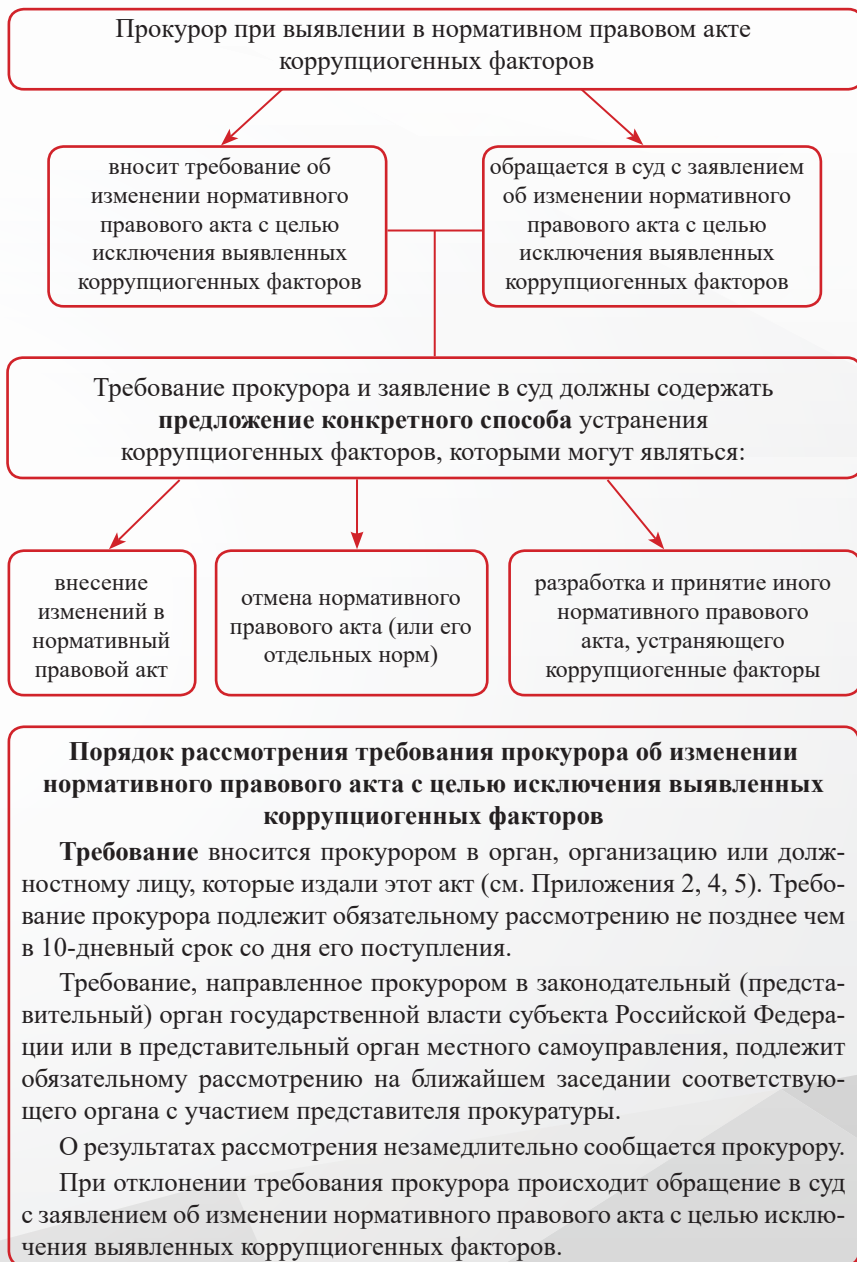 Прокурор при выявлении в нормативном правовом акте
коррупциогенных факторов
вносит требование об
изменении нормативного
правового акта с целью
исключения выявленных
коррупциогенных факторов
обращается в суд с заявлением
об изменении нормативного
правового акта с целью
исключения выявленных
коррупциогенных факторов
Требование прокурора и заявление в суд должны содержать
предложение конкретного способа устранения
коррупциогенных факторов, которыми могут являться:
внесение
изменений в
нормативный
правовой акт
отмена нормативного
правового акта (или его
отдельных норм)
разработка и принятие иного
нормативного правового
акта, устраняющего
коррупциогенные факторы
Порядок рассмотрения требования прокурора об изменении
нормативного правового акта с целью исключения выявленных
коррупциогенных факторов
Требование вносится прокурором в орган, организацию или долж-
ностному лицу, которые издали этот акт (см. Приложения 2, 4, 5). Требо-
вание прокурора подлежит обязательному рассмотрению не позднее чем
в 10-дневный срок со дня его поступления.
Требование, направленное прокурором в законодательный (предста-
вительный) орган государственной власти субъекта Российской Федера-
ции или в представительный орган местного самоуправления, подлежит
обязательному рассмотрению на ближайшем заседании соответствую-
щего органа с участием представителя прокуратуры.
О результатах рассмотрения незамедлительно сообщается прокурору.
При отклонении требования прокурора происходит обращение в суд
с заявлением об изменении нормативного правового акта с целью исклю-
чения выявленных коррупциогенных факторов.